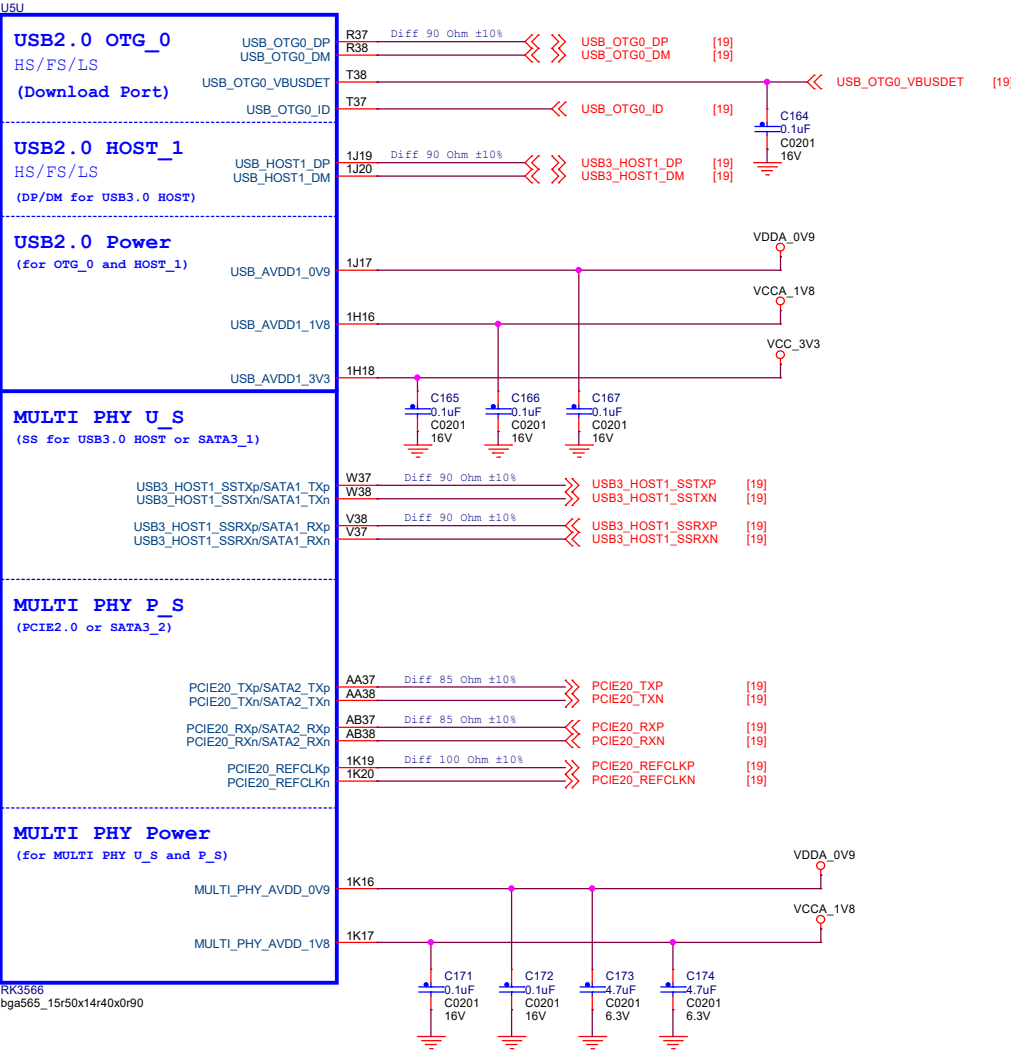 U5U
USB2.0 OTG_0
HS/FS/LS
(Download Port)
USB_OTG0_DP R37 Diff 90 Ohm ±10% USB_OTG0_DP [19]
USB_OTG0_DM R38 USB_OTG0_DM [19]
USB_OTG0_VBUSDET T38 USB_OTG0_VBUSDET [19]
USB_OTG0_ID T37 USB_OTG0_ID [19]
C164
0.1uF
C0201
16V
USB2.0 HOST_1
HS/FS/LS
(DP/DM for USB3.0 HOST)
USB_HOST1_DP 1J19 Diff 90 Ohm ±10% USB3_HOST1_DP [19]
USB_HOST1_DM 1J20 USB3_HOST1_DM [19]
USB2.0 Power
(for OTG_0 and HOST_1)
VDDA_0V9
USB_AVDD1_0V9 1J17
VCCA_1V8
USB_AVDD1_1V8 1H16
VCC_3V3
USB_AVDD1_3V3 1H18
C165 C166 C167
0.1uF 0.1uF 0.1uF
C0201 C0201 C0201
16V 16V 16V
MULTI PHY U_S
(SS for USB3.0 HOST or SATA3_1)
USB3_HOST1_SSTXp/SATA1_TXp W37 Diff 90 Ohm ±10% USB3_HOST1_SSTXP [19]
USB3_HOST1_SSTXn/SATA1_TXn W38 USB3_HOST1_SSTXN [19]
USB3_HOST1_SSRXp/SATA1_RXp V38 Diff 90 Ohm ±10% USB3_HOST1_SSRXP [19]
USB3_HOST1_SSRXn/SATA1_RXn V37 USB3_HOST1_SSRXN [19]
MULTI PHY P_S
(PCIE2.0 or SATA3_2)
PCIE20_TXp/SATA2_TXp AA37 Diff 85 Ohm ±10% PCIE20_TXP [19]
PCIE20_TXn/SATA2_TXn AA38 PCIE20_TXN [19]
PCIE20_RXp/SATA2_RXp AB37 Diff 85 Ohm ±10% PCIE20_RXP [19]
PCIE20_RXn/SATA2_RXn AB38 PCIE20_RXN [19]
PCIE20_REFCLKp 1K19 Diff 100 Ohm ±10% PCIE20_REFCLKP [19]
PCIE20_REFCLKn 1K20 PCIE20_REFCLKN [19]
MULTI PHY Power
(for MULTI PHY U_S and P_S)
VDDA_0V9
MULTI_PHY_AVDD_0V9 1K16
VCCA_1V8
MULTI_PHY_AVDD_1V8 1K17
C171 C172 C173 C174
0.1uF 0.1uF 4.7uF 4.7uF
C0201 C0201 C0201 C0201
16V 16V 6.3V 6.3V
RK3566
bga565_15r50x14r40x0r90